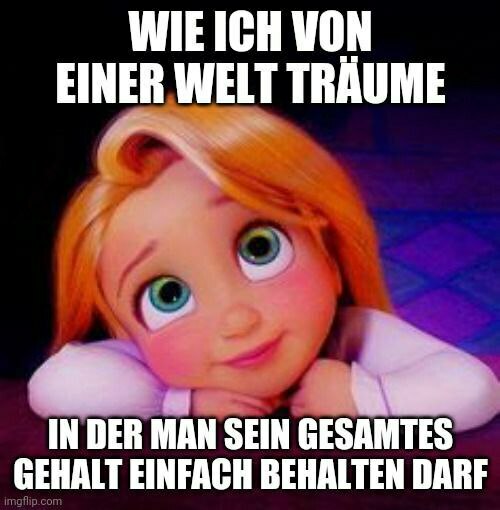 WIE ICH VON
EINER WELT TRÄUME
IN DER MAN SEIN GESAMTES
GEHALT EINFACH BEHALTEN DARF
imgflip.com